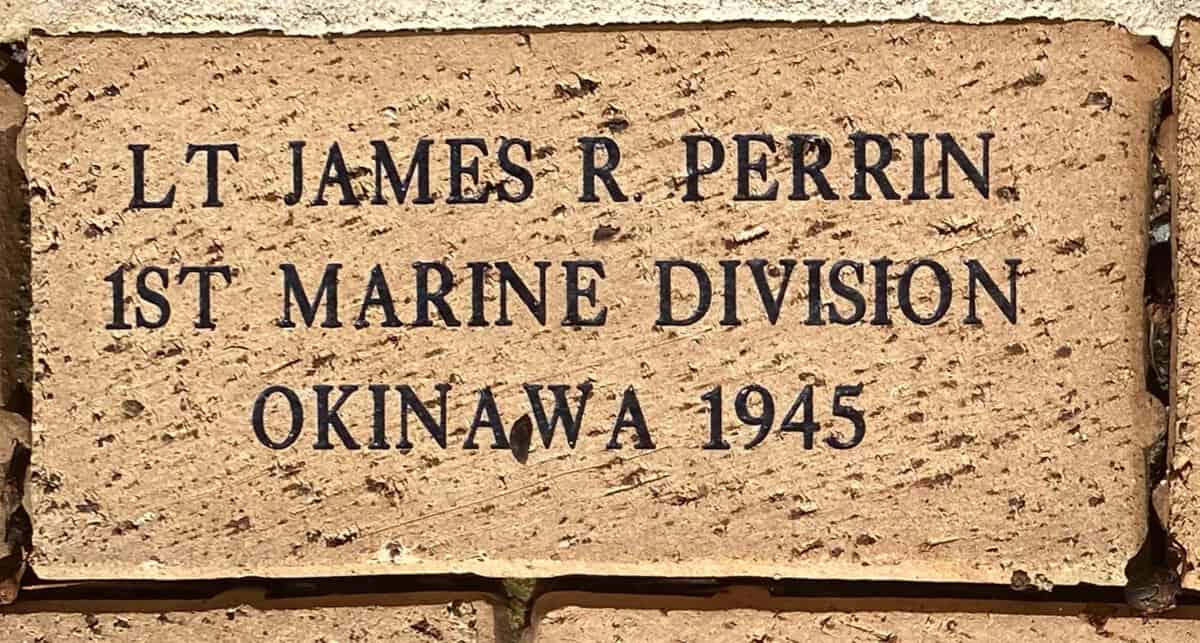 LT JAMES R. PERRIN
1ST MARINE DIVISION
OKINAWA 1945